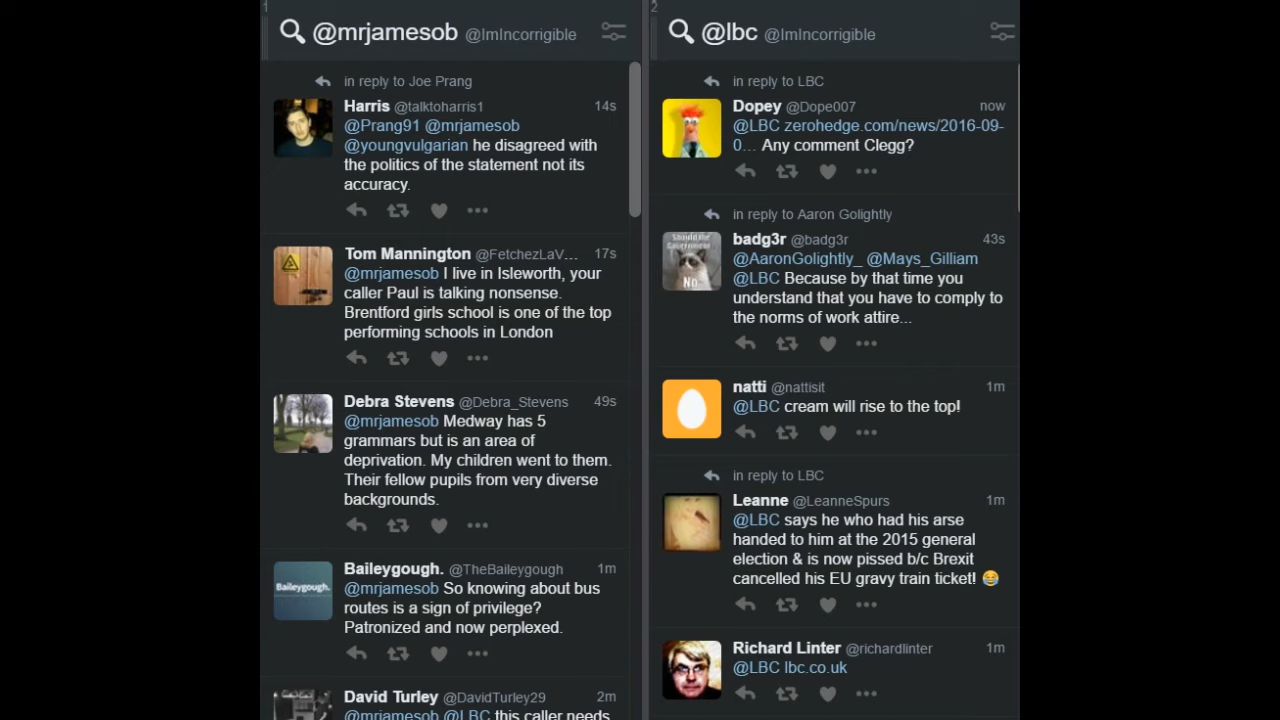 1
@mrjamesob @ImIncorrigible
in reply to Joe Prang
Harris @talktoharris1 14s
@Prang91 @mrjamesob
@youngvulgarian he disagreed with
the politics of the statement not its
accuracy.
Tom Mannington @FetchezLaV... 17s
@mrjamesob I live in Isleworth, your
caller Paul is talking nonsense.
Brentford girls school is one of the top
performing schools in London
Debra Stevens @Debra_Stevens 49s
@mrjamesob Medway has 5
grammars but is an area of
deprivation. My children went to them.
Their fellow pupils from very diverse
backgrounds.
Baileygough.
Baileygough. @TheBaileygough 1m
@mrjamesob So knowing about bus
routes is a sign of privilege?
Patronized and now perplexed.
David Turley @DavidTurley29 2m
@mrjamesob @LBC this caller needs
2
@lbc @ImIncorrigible
in reply to LBC
Dopey @Dope007 now
@LBC zerohedge.com/news/2016-09-
0... Any comment Clegg?
in reply to Aaron Golightly
Should the
Government
No
badg3r @badg3r 43s
@AaronGolightly_ @Mays_Gilliam
@LBC Because by that time you
understand that you have to comply to
the norms of work attire...
natti @nattisit 1m
@LBC cream will rise to the top!
in reply to LBC
Leanne @LeanneSpurs 1m
@LBC says he who had his arse
handed to him at the 2015 general
election & is now pissed b/c Brexit
cancelled his EU gravy train ticket! 😂
Richard Linter @richardlinter 1m
@LBC lbc.co.uk